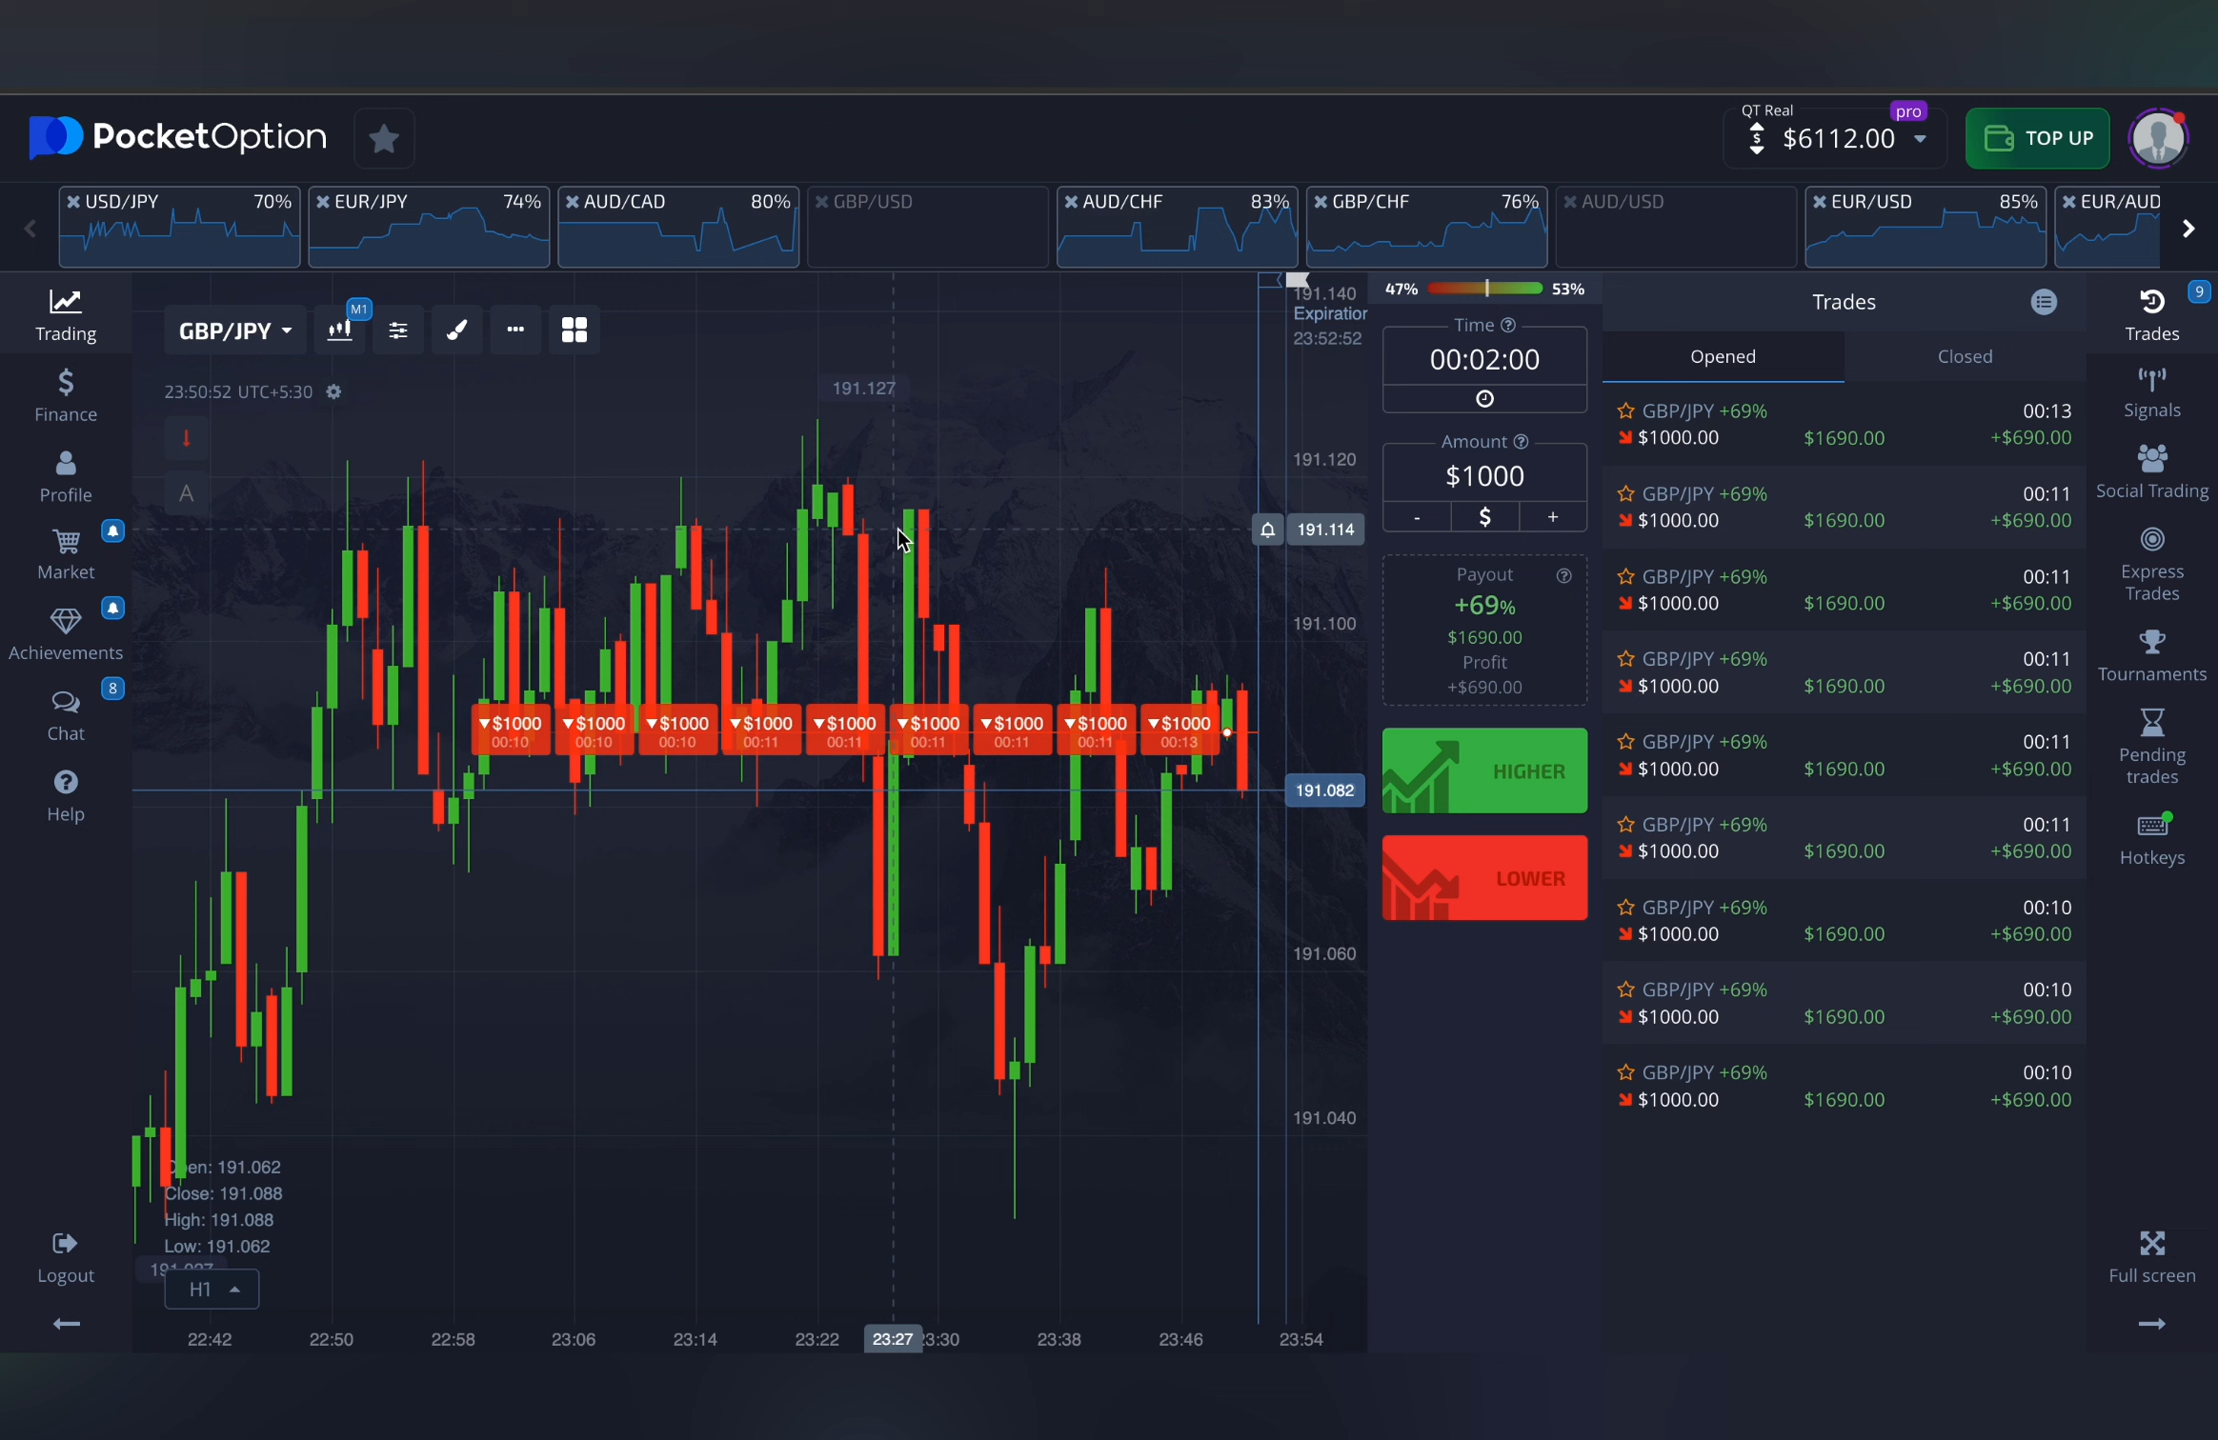 PocketOption
QT Real
pro
$6112.00
TOP UP
USD/JPY 70%
EUR/JPY 74%
AUD/CAD 80%
GBP/USD
AUD/CHF 83%
GBP/CHF 76%
AUD/USD
EUR/USD 85%
EUR/AUD
Trading
Finance
Profile
Market
Achievements
8
Chat
Help
Logout
GBP/JPY
M1
23:50:52 UTC+5:30
A
191.127
191.140
Expiration
23:52:52
191.120
191.114
191.100
191.082
191.060
191.040
$1000 $1000 $1000 $1000 $1000 $1000 $1000 $1000 $1000
00:10 00:10 00:10 00:11 00:11 00:11 00:11 00:11 00:13
Open: 191.062
Close: 191.088
High: 191.088
Low: 191.062
H1
22:42 22:50 22:58 23:06 23:14 23:22 23:27 23:30 23:38 23:46 23:54
47% 53%
Time
00:02:00
Amount
$1000
- $ +
Payout
+69%
$1690.00
Profit
+$690.00
HIGHER
LOWER
Trades
Opened Closed
GBP/JPY +69% 00:13
$1000.00 $1690.00 +$690.00
GBP/JPY +69% 00:11
$1000.00 $1690.00 +$690.00
GBP/JPY +69% 00:11
$1000.00 $1690.00 +$690.00
GBP/JPY +69% 00:11
$1000.00 $1690.00 +$690.00
GBP/JPY +69% 00:11
$1000.00 $1690.00 +$690.00
GBP/JPY +69% 00:11
$1000.00 $1690.00 +$690.00
GBP/JPY +69% 00:10
$1000.00 $1690.00 +$690.00
GBP/JPY +69% 00:10
$1000.00 $1690.00 +$690.00
GBP/JPY +69% 00:10
$1000.00 $1690.00 +$690.00
9
Trades
Signals
Social Trading
Express
Trades
Tournaments
Pending
trades
Hotkeys
Full screen